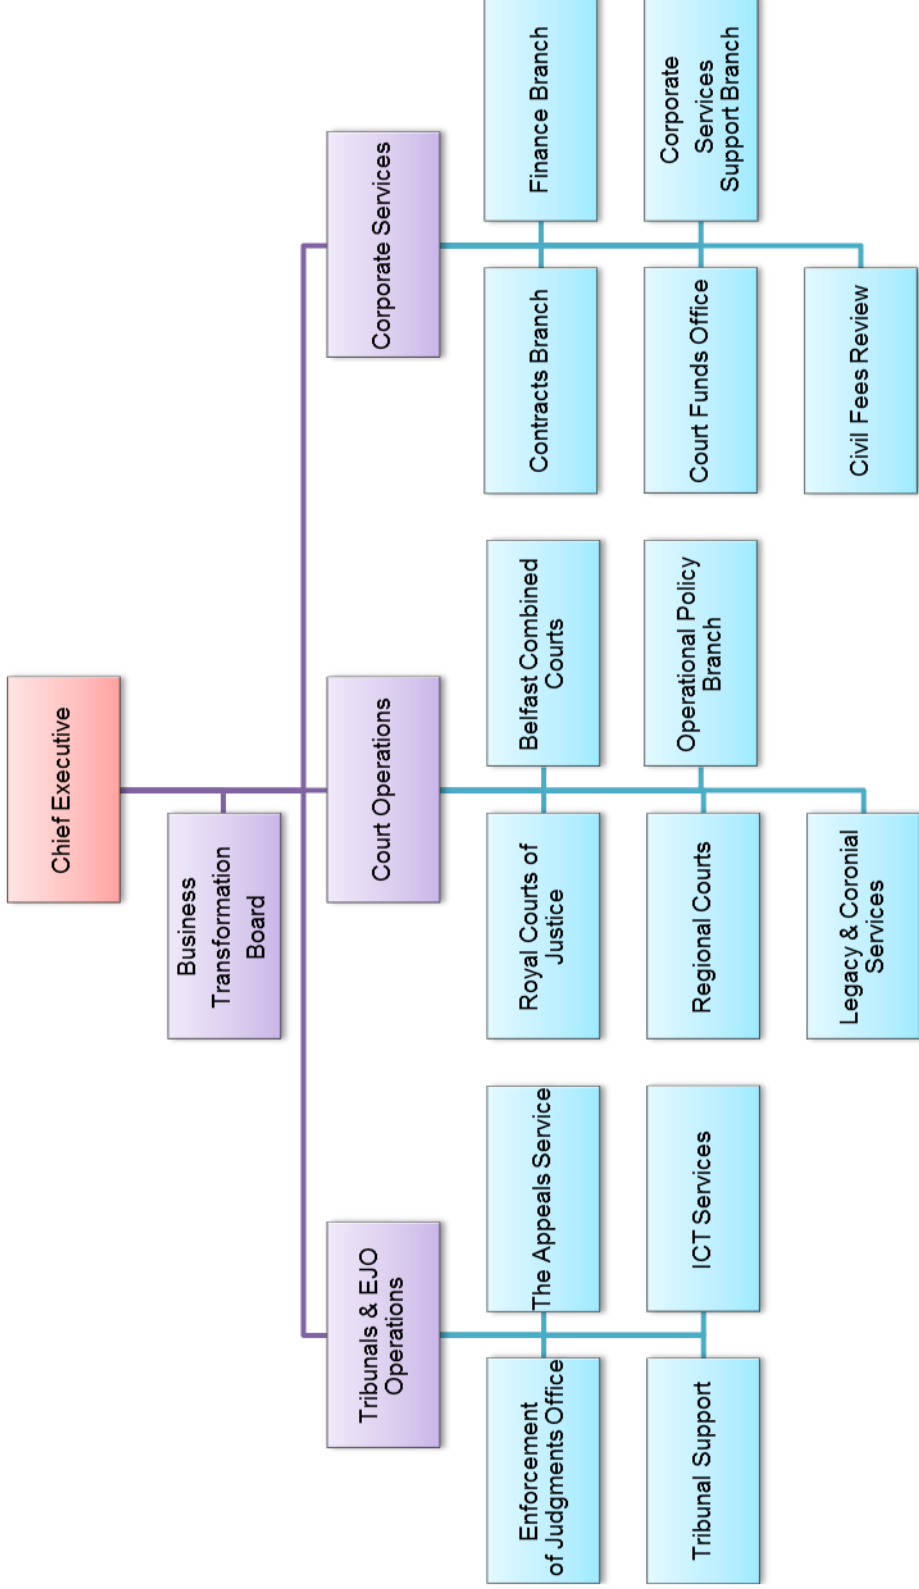 Chief Executive
Business
Transformation
Board
Tribunals & EJO
Operations
Court Operations
Corporate Services
Enforcement
of Judgments Office
The Appeals Service
Royal Courts of
Justice
Belfast Combined
Courts
Contracts Branch
Finance Branch
Tribunal Support
ICT Services
Regional Courts
Operational Policy
Branch
Court Funds Office
Corporate
Services
Support Branch
Legacy & Coronial
Services
Civil Fees Review